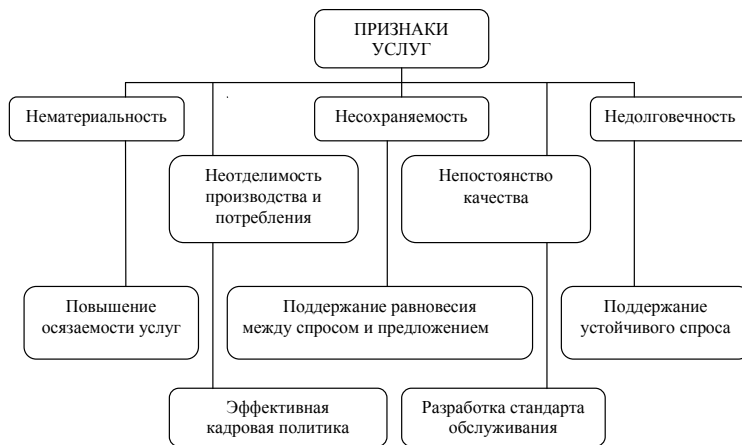 ПРИЗНАКИ
УСЛУГ
Нематериальность
Несохраняемость
Недолговечность
Неотделимость
производства и
потребления
Непостоянство
качества
Повышение
осязаемости услуг
Поддержание равновесия
между спросом и предложением
Поддержание
устойчивого спроса
Эффективная
кадровая политика
Разработка стандарта
обслуживания